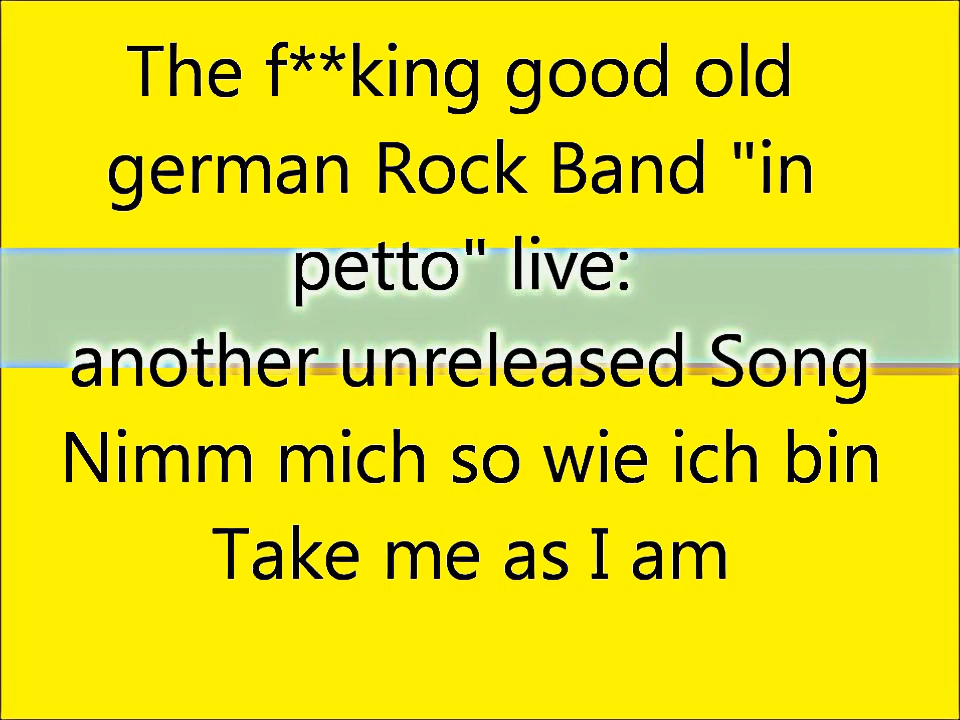 The f**king good old
german Rock Band "in
petto" live:
another unreleased Song
Nimm mich so wie ich bin
Take me as I am